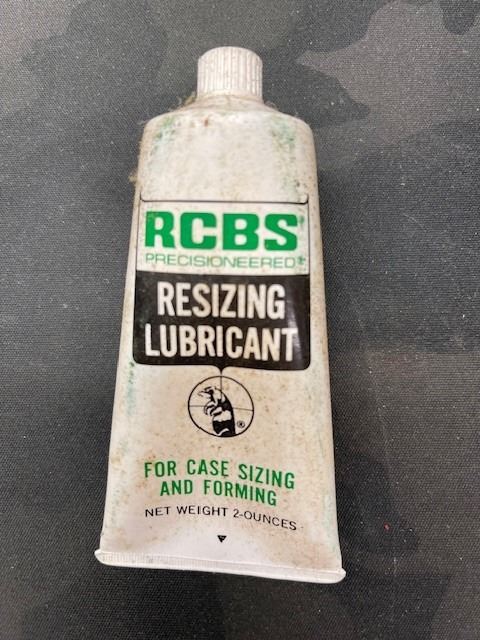 RCBS
PRECISIONEERED®
RESIZING
LUBRICANT
®
FOR CASE SIZING
AND FORMING
NET WEIGHT 2-OUNCES